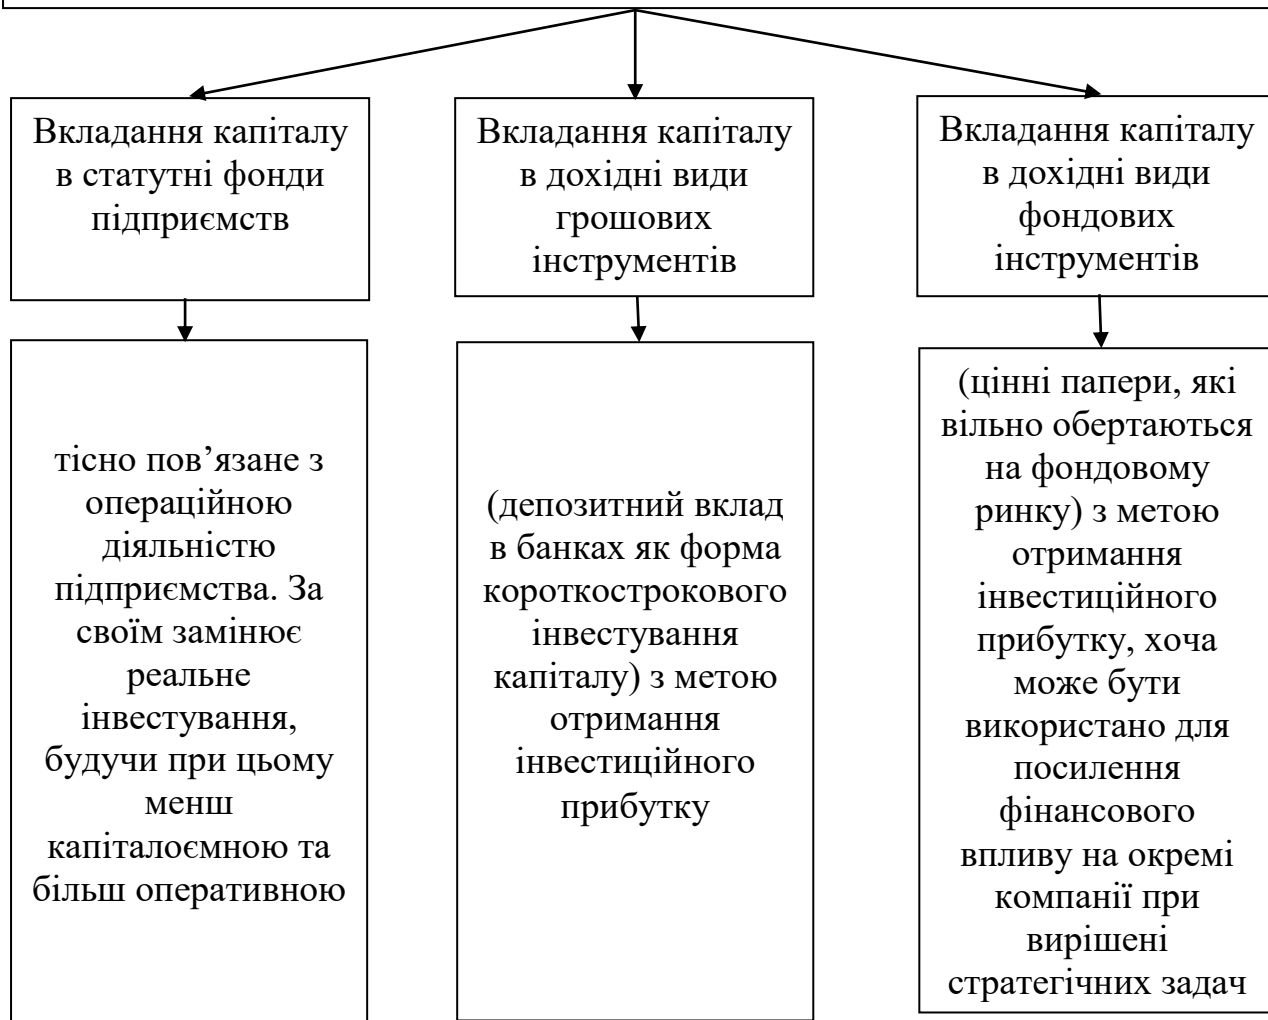 Вкладання капіталу
в статутні фонди
підприємств
Вкладання капіталу
в дохідні види
грошових
інструментів
Вкладання капіталу
в дохідні види
фондових
інструментів
тісно пов’язане з
операційною
діяльністю
підприємства. За
своїм замінює
реальне
інвестування,
будучи при цьому
менш
капіталоємною та
більш оперативною
(депозитний вклад
в банках як форма
короткострокового
інвестування
капіталу) з метою
отримання
інвестиційного
прибутку
(цінні папери, які
вільно обертаються
на фондовому
ринку) з метою
отримання
інвестиційного
прибутку, хоча
може бути
використано для
посилення
фінансового
впливу на окремі
компанії при
вирішені
стратегічних задач